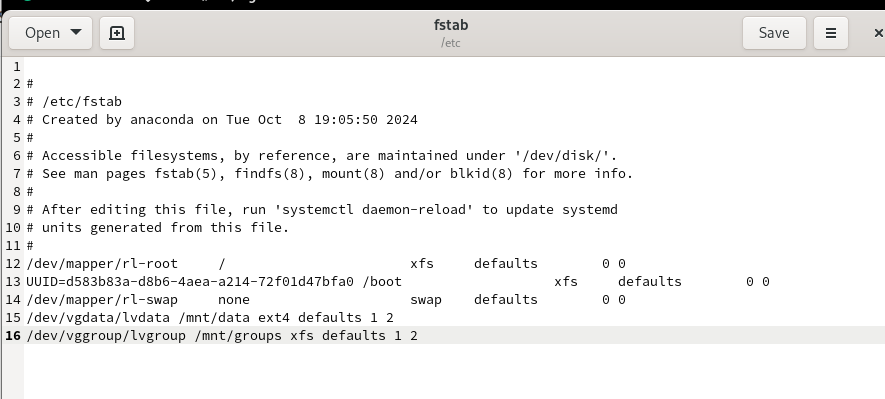 Open
fstab
/etc
Save
1
2 #
3 # /etc/fstab
4 # Created by anaconda on Tue Oct  8 19:05:50 2024
5 #
6 # Accessible filesystems, by reference, are maintained under '/dev/disk/'.
7 # See man pages fstab(5), findfs(8), mount(8) and/or blkid(8) for more info.
8 #
9 # After editing this file, run 'systemctl daemon-reload' to update systemd
10 # units generated from this file.
11 #
12 /dev/mapper/rl-root     /                       xfs     defaults        0 0
13 UUID=d583b83a-d8b6-4aea-a214-72f01d47bfa0 /boot                   xfs     defaults        0 0
14 /dev/mapper/rl-swap     none                    swap    defaults        0 0
15 /dev/vgdata/lvdata /mnt/data ext4 defaults 1 2
16 /dev/vggroup/lvgroup /mnt/groups xfs defaults 1 2